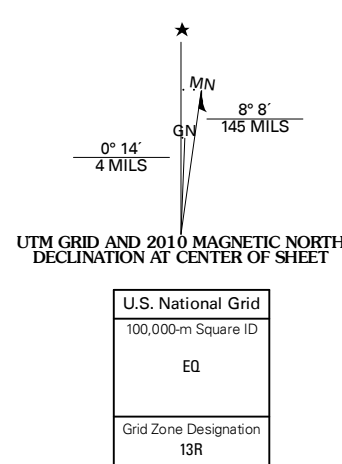 MN
GN
8° 8´
145 MILS
0° 14´
4 MILS
UTM GRID AND 2010 MAGNETIC NORTH
DECLINATION AT CENTER OF SHEET
U.S. National Grid
100,000-m Square ID
EQ
Grid Zone Designation
13R